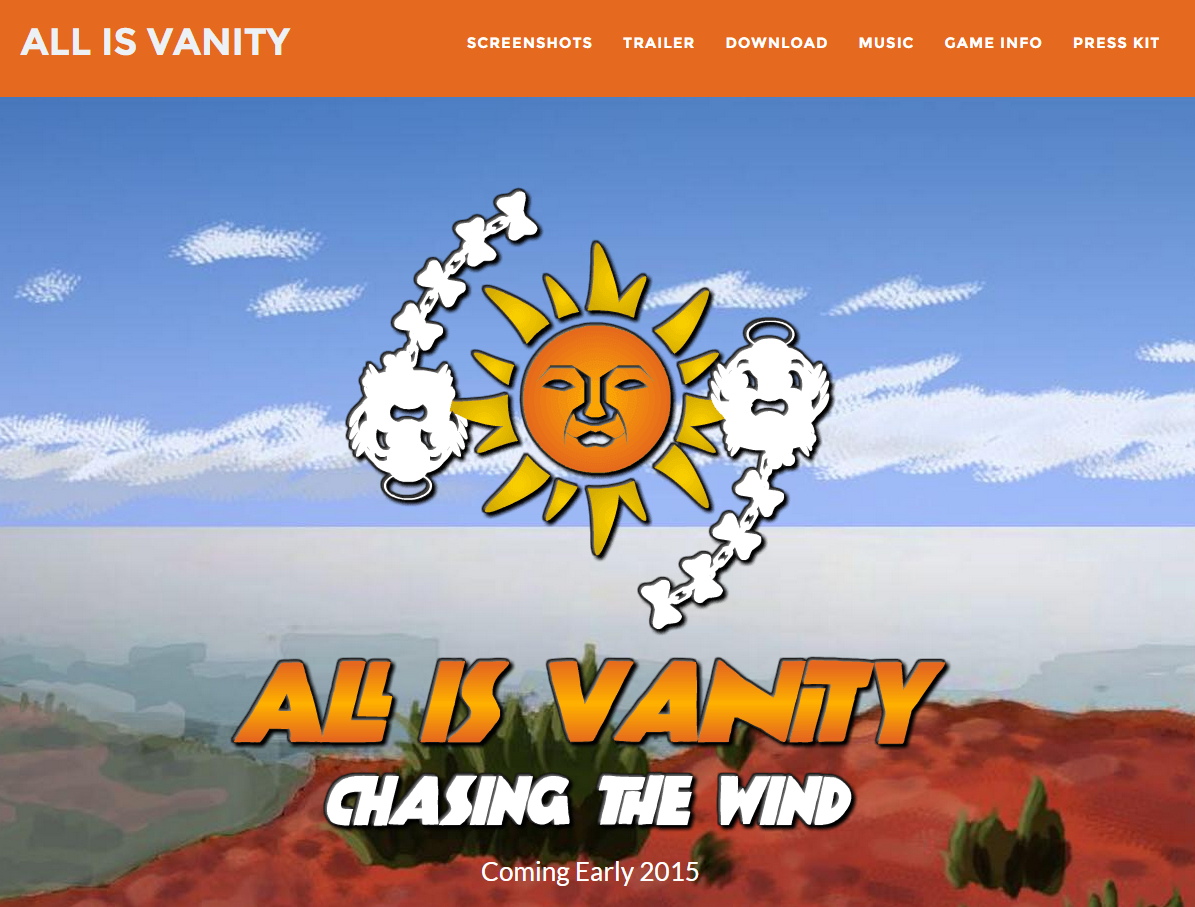 ALL IS VANITY
SCREENSHOTS TRAILER DOWNLOAD MUSIC GAME INFO PRESS KIT
ALL IS VANITY
CHASING THE WIND
Coming Early 2015